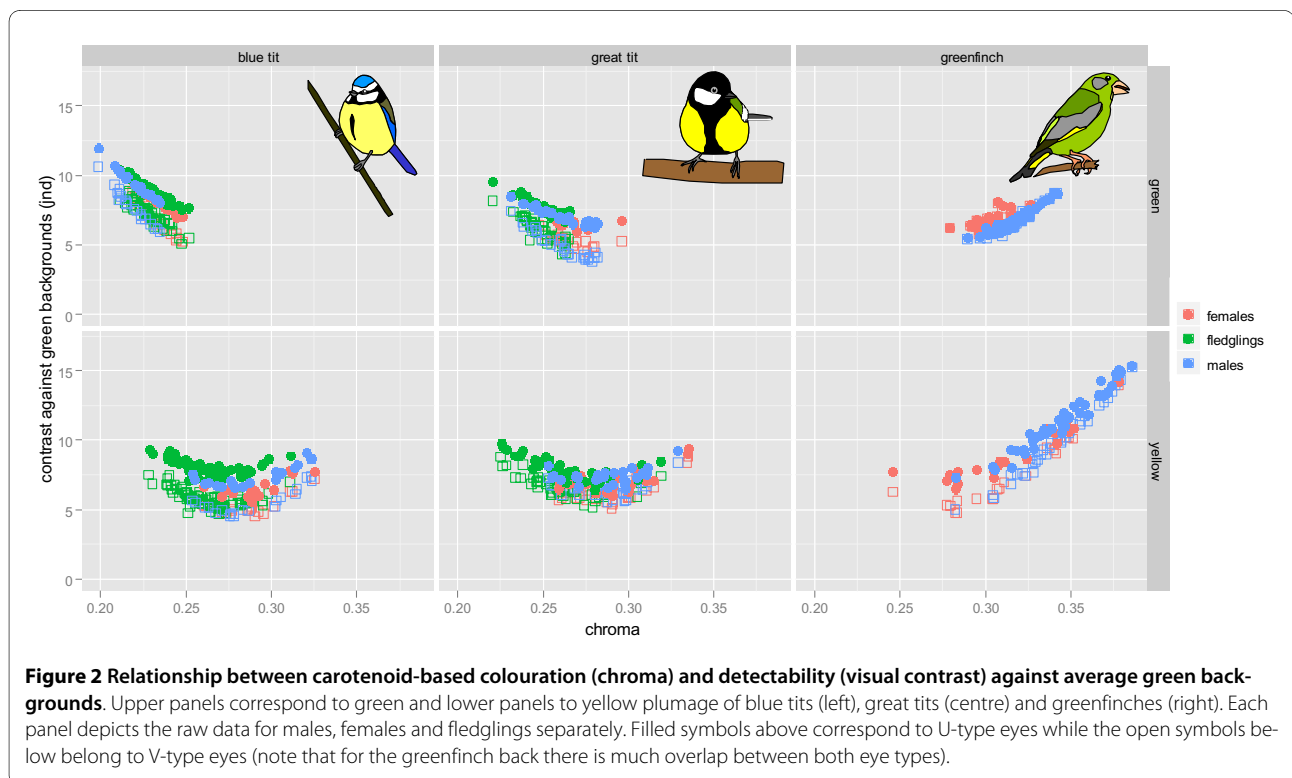 blue tit
great tit
greenfinch
contrast against green backgrounds (jnd)
15
10
5
0
green
15
10
5
0
yellow
females
fledglings
males
0.20 0.25 0.30 0.35
0.20 0.25 0.30 0.35
0.20 0.25 0.30 0.35
chroma
Figure 2 Relationship between carotenoid-based colouration (chroma) and detectability (visual contrast) against average green back-
grounds. Upper panels correspond to green and lower panels to yellow plumage of blue tits (left), great tits (centre) and greenfinches (right). Each
panel depicts the raw data for males, females and fledglings separately. Filled symbols above correspond to U-type eyes while the open symbols be-
low belong to V-type eyes (note that for the greenfinch back there is much overlap between both eye types).